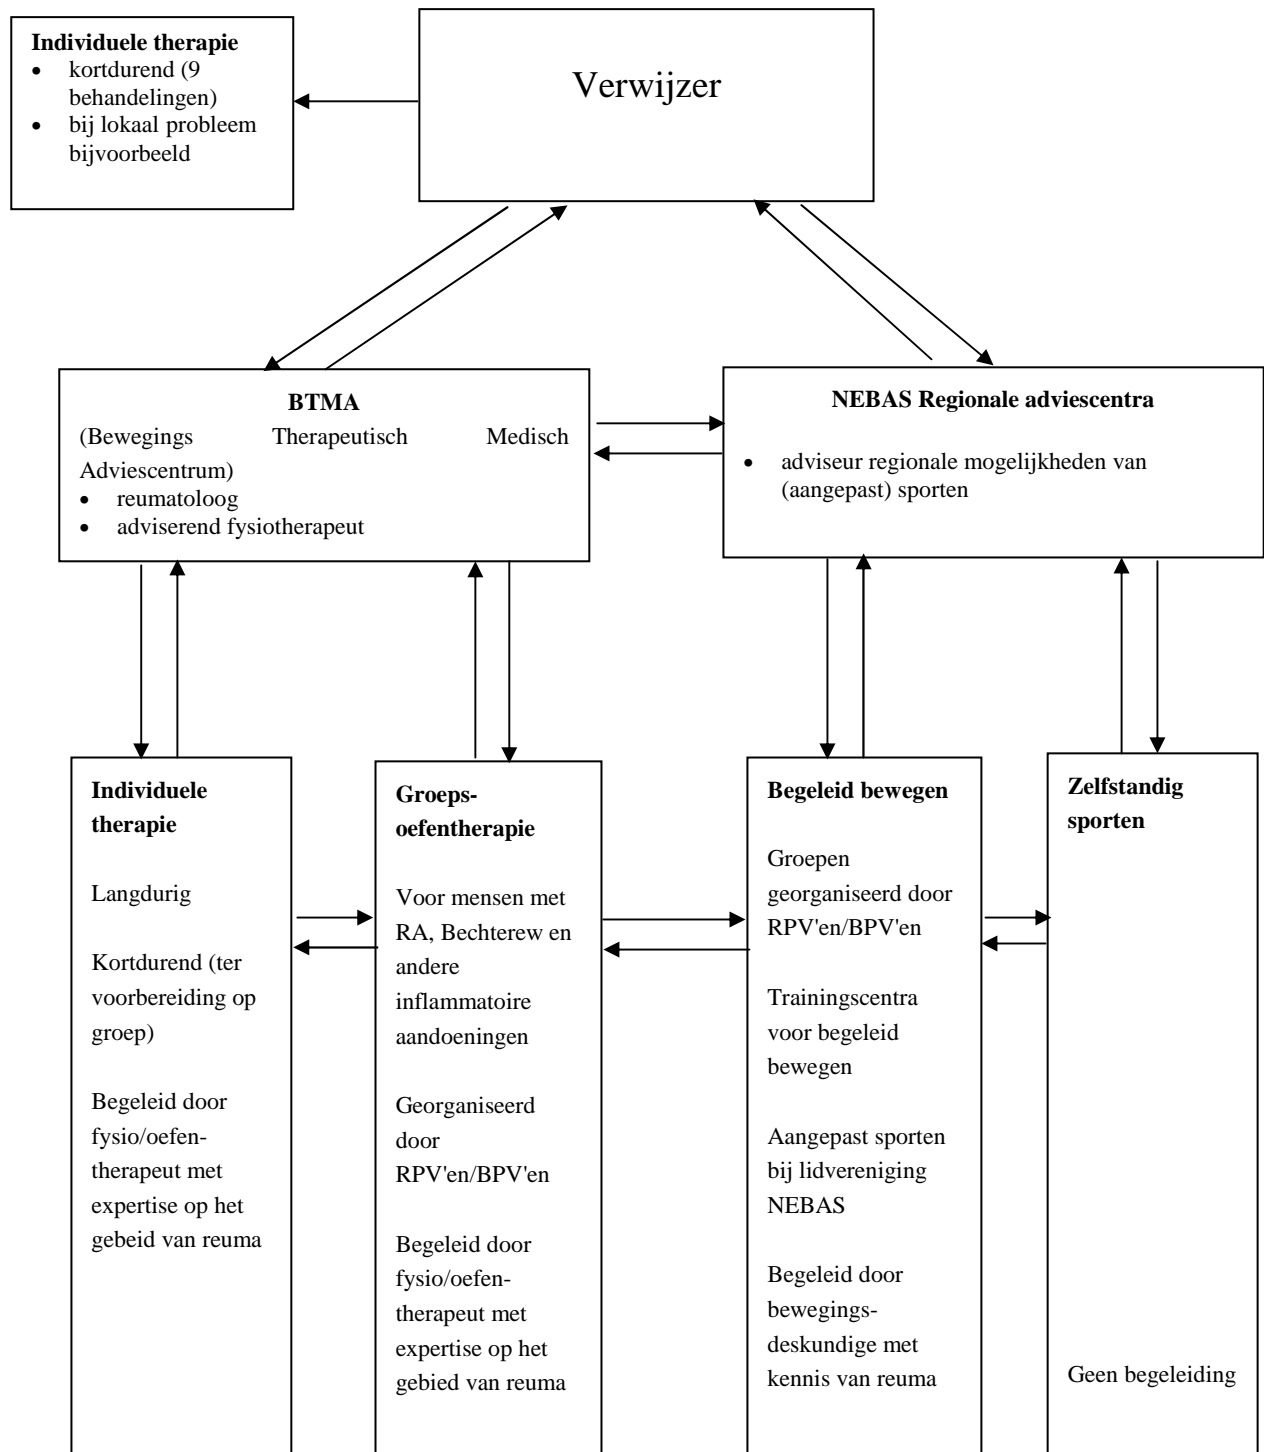 Individuele therapie
• kortdurend (9
behandelingen)
• bij lokaal probleem
bijvoorbeeld
Verwijzer
BTMA
(Bewegings Therapeutisch Medisch
Adviescentrum)
• reumatoloog
• adviserend fysiotherapeut
NEBAS Regionale adviescentra
• adviseur regionale mogelijkheden van
(aangepast) sporten
Individuele
therapie
Langdurig
Kortdurend (ter
voorbereiding op
groep)
Begeleid door
fysio/oefen-
therapeut met
expertise op het
gebeid van reuma
Groeps-
oefentherapie
Voor mensen met
RA, Bechterew en
andere
inflammatoire
aandoeningen
Georganiseerd
door
RPV'en/BPV'en
Begeleid door
fysio/oefen-
therapeut met
expertise op het
gebied van reuma
Begeleid bewegen
Groepen
georganiseerd door
RPV'en/BPV'en
Trainingscentra
voor begeleid
bewegen
Aangepast sporten
bij lidvereniging
NEBAS
Begeleid door
bewegings-
deskundige met
kennis van reuma
Zelfstandig
sporten
Geen begeleiding